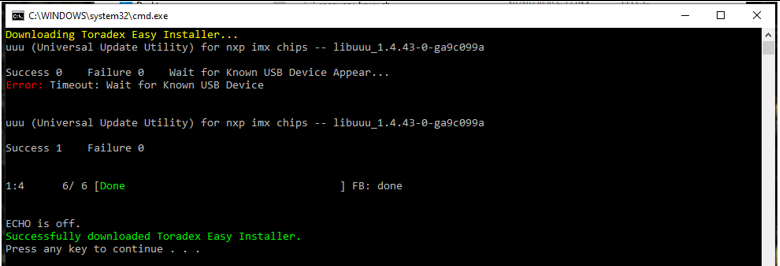 C:\WINDOWS\system32\cmd.exe
Downloading Toradex Easy Installer...
uuu (Universal Update Utility) for nxp imx chips -- libuuu_1.4.43-0-ga9c099a
Success 0    Failure 0    Wait for Known USB Device Appear...
Error: Timeout: Wait for Known USB Device
uuu (Universal Update Utility) for nxp imx chips -- libuuu_1.4.43-0-ga9c099a
Success 1    Failure 0
1:4      6/ 6 [Done                                  ] FB: done
ECHO is off.
Successfully downloaded Toradex Easy Installer.
Press any key to continue . . .